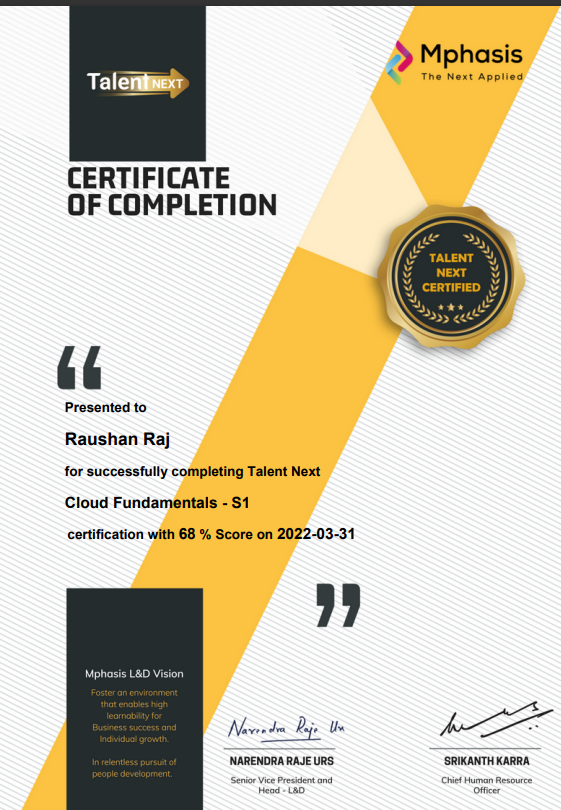 Talent NEXT
Mphasis
The Next Applied
CERTIFICATE
OF COMPLETION
TALENT
NEXT
CERTIFIED
“
Presented to
Raushan Raj
for successfully completing Talent Next
Cloud Fundamentals - S1
certification with 68 % Score on 2022-03-31
”
Mphasis L&D Vision
Foster an environment
that enables high
learnability for
Business success and
Individual growth.
In relentless pursuit of
people development.
Narendra Raje Urs
NARENDRA RAJE URS
Senior Vice President and
Head - L&D
SRIKANTH KARRA
Chief Human Resource
Officer